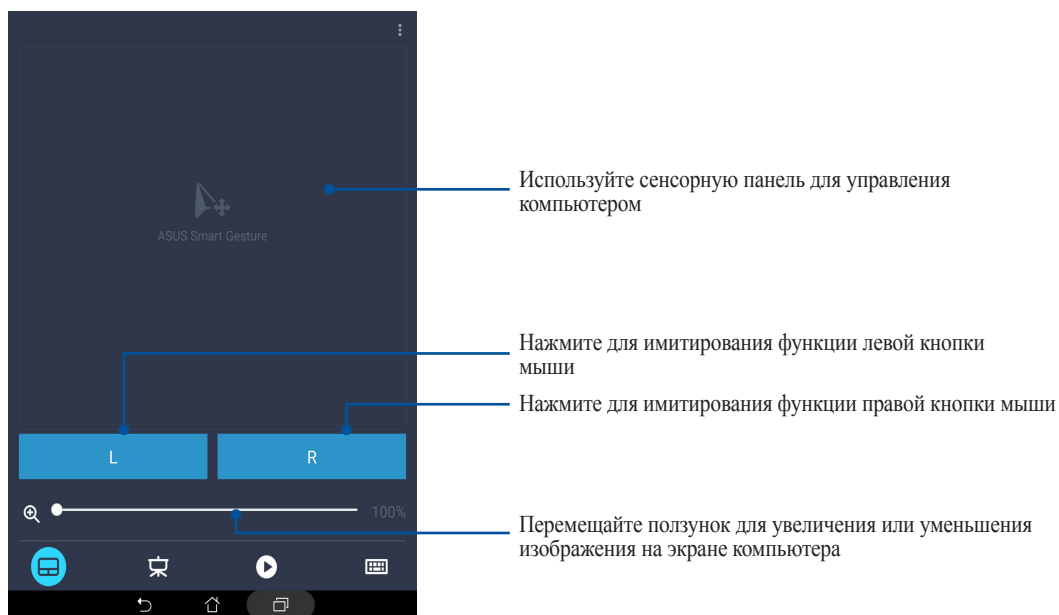 Используйте сенсорную панель для управления
компьютером
ASUS Smart Gesture
Нажмите для имитирования функции левой кнопки
мыши
Нажмите для имитирования функции правой кнопки мыши
L
R
100%
Перемещайте ползунок для увеличения или уменьшения
изображения на экране компьютера